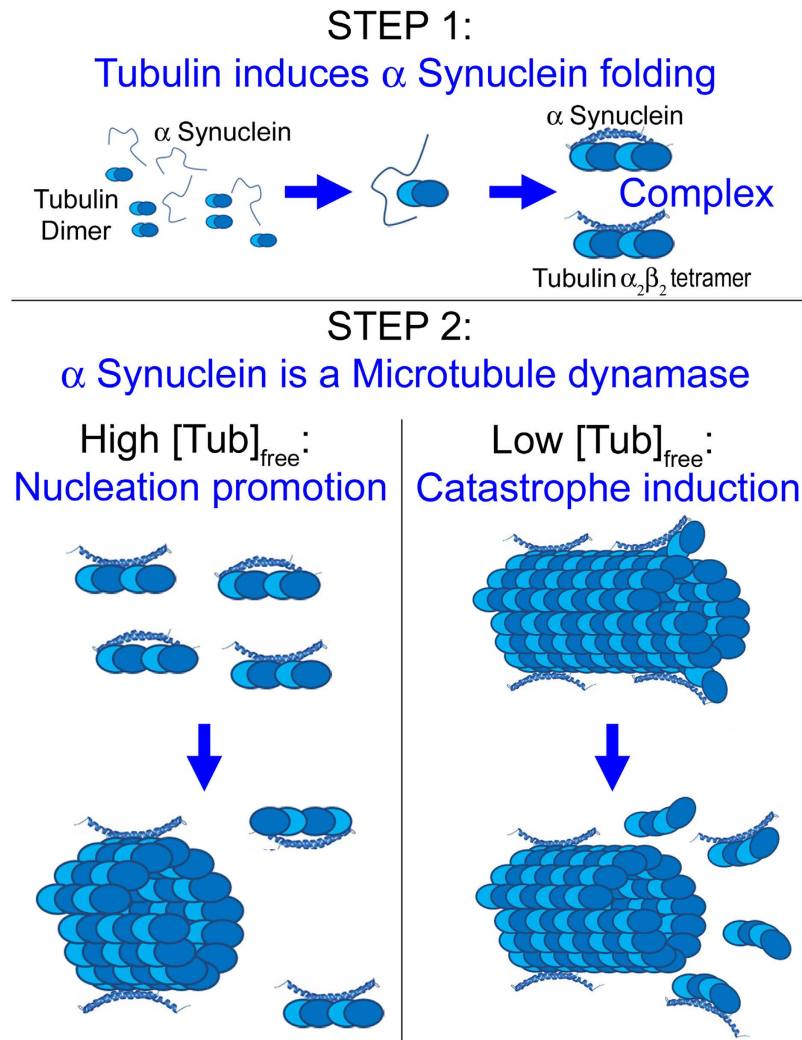 STEP 1:
Tubulin induces α Synuclein folding
α Synuclein
Tubulin
Dimer
α Synuclein
Complex
Tubulin α₂β₂ tetramer
STEP 2:
α Synuclein is a Microtubule dynamase
High [Tub]free:
Nucleation promotion
Low [Tub]free:
Catastrophe induction